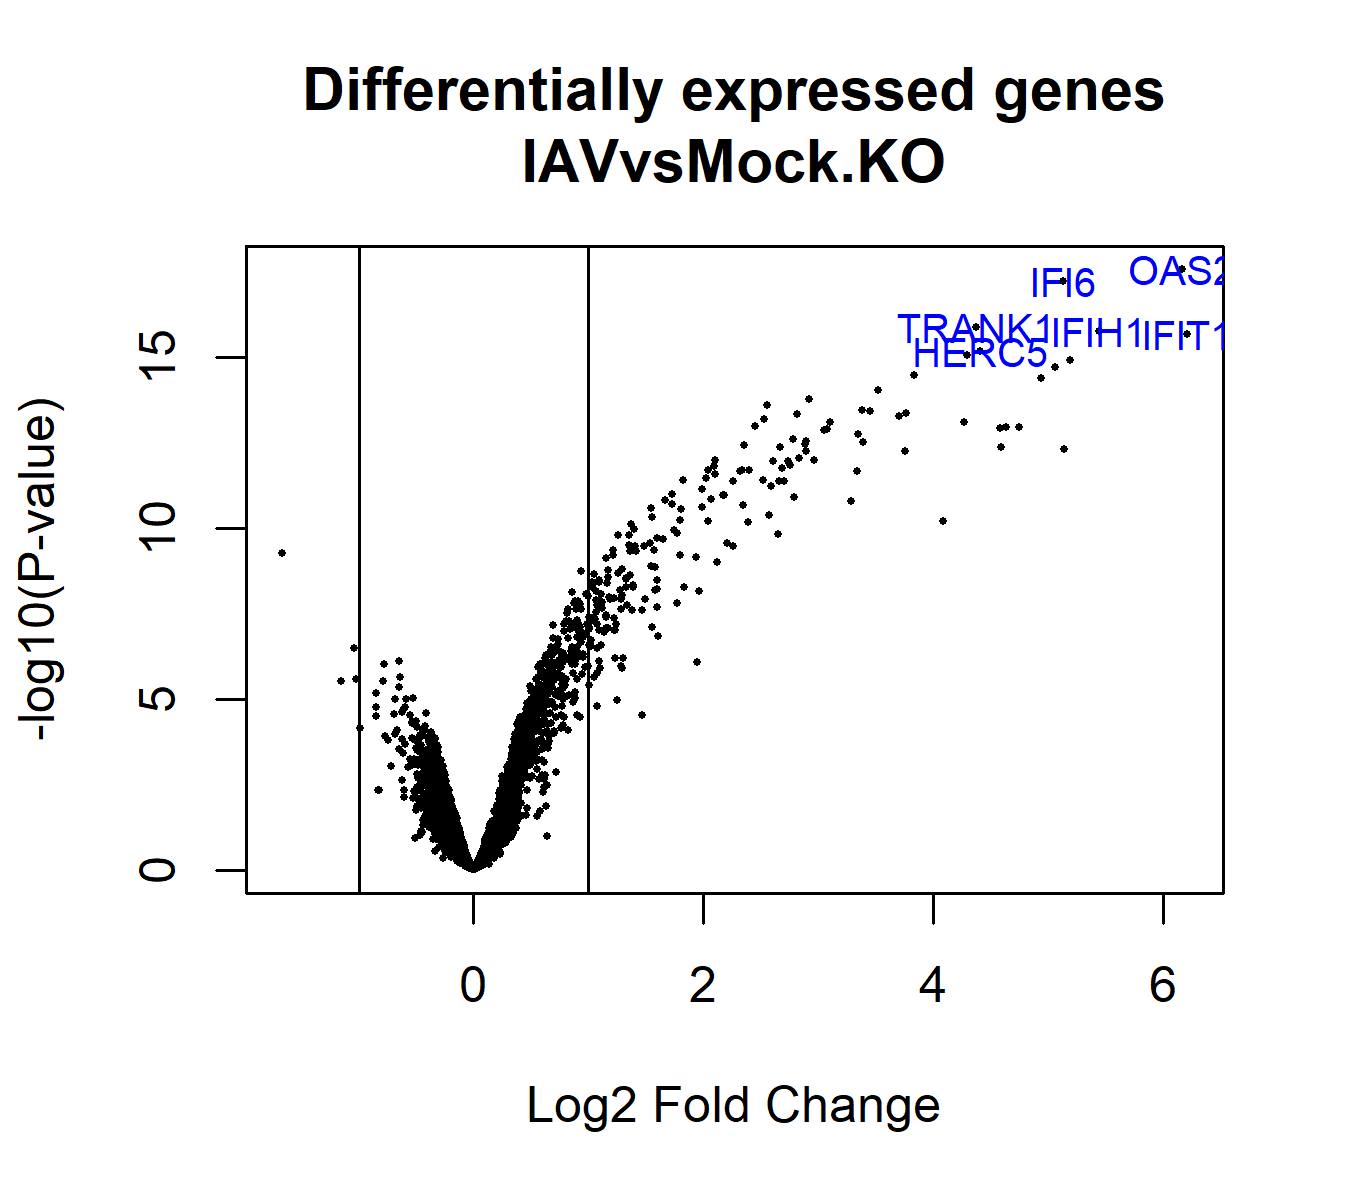 Differentially expressed genes
IAVvsMock.KO
-log10(P-value)
15
10
5
0
OAS2
IFI6
TRANK1
IFIH1
IFIT1
HERC5
0
2
4
6
Log2 Fold Change